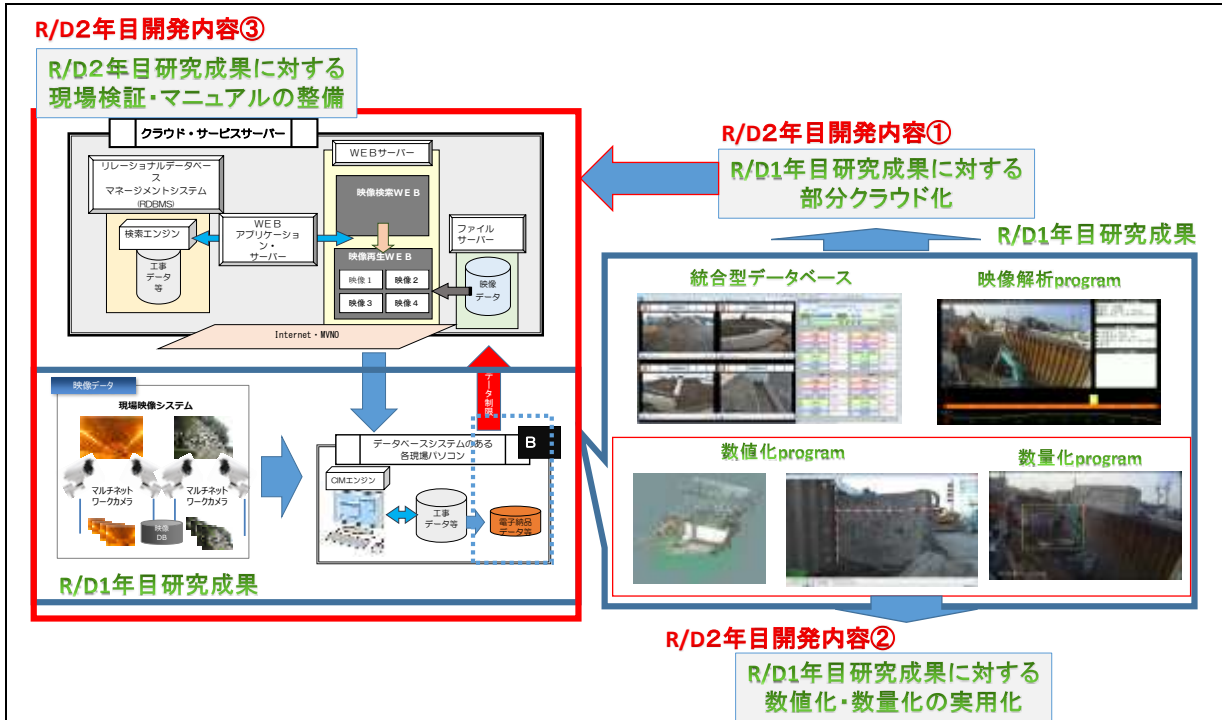 R/D2年目開発内容③
R/D2年目研究成果に対する
現場検証・マニュアルの整備
クラウド・サービスサーバー
リレーショナルデータベー
ス
マネージメントシステム
(RDBMS)
検索エンジン
工事
データ
等
WEB
アプリケーショ
ン・
サーバー
WEBサーバー
映像検索WEB
映像再生WEB
映像1
映像2
映像3
映像4
ファイル
サーバー
映像
データ
Internet・MVNO
データ制限
映像データ
現場映像システム
マルチネット
ワークカメラ
マルチネット
ワークカメラ
映像
DB
R/D1年目研究成果
データベースシステムのある
各現場パソコン
B
CIMエンジン
工事
データ等
電子納品
データ等
R/D2年目開発内容①
R/D1年目研究成果に対する
部分クラウド化
R/D1年目研究成果
統合型データベース
映像解析program
数値化program
数量化program
R/D2年目開発内容②
R/D1年目研究成果に対する
数値化・数量化の実用化